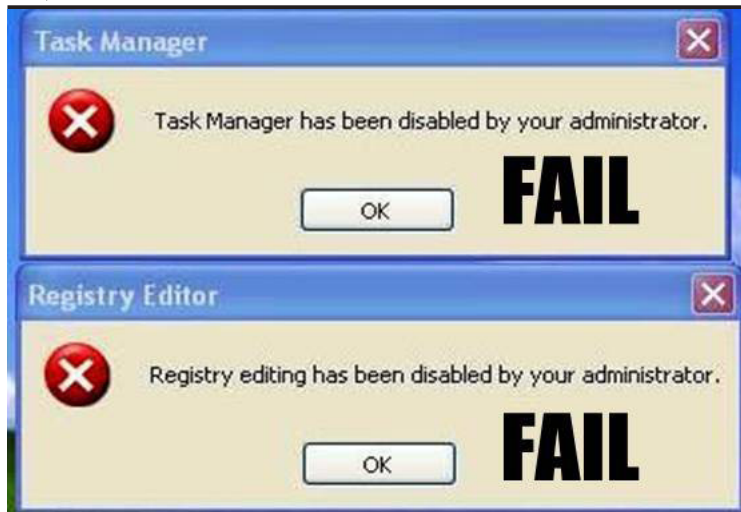 Task Manager
Task Manager has been disabled by your administrator.
OK
FAIL
Registry Editor
Registry editing has been disabled by your administrator.
OK
FAIL